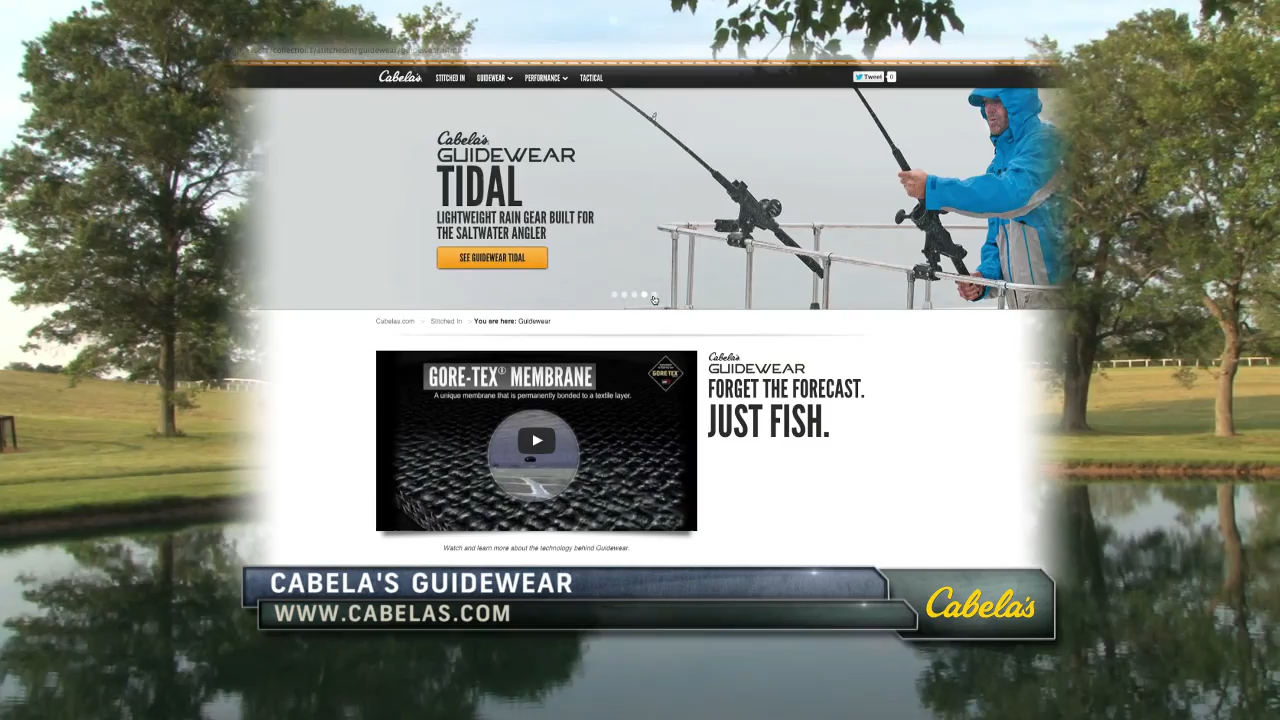 Cabela's
STITCHED IN
GUIDEWEAR
PERFORMANCE
TACTICAL
Tweet
0
Cabela's
GUIDEWEAR
TIDAL
LIGHTWEIGHT RAIN GEAR BUILT FOR
THE SALTWATER ANGLER
SEE GUIDEWEAR TIDAL
Cabelas.com > Stitched In > You are here: Guidewear
GORE-TEX® MEMBRANE
A unique membrane that is permanently bonded to a textile layer.
GORE-TEX
Cabela's
GUIDEWEAR
FORGET THE FORECAST.
JUST FISH.
Watch and learn more about the technology behind Guidewear.
CABELA'S GUIDEWEAR
WWW.CABELAS.COM
Cabela's